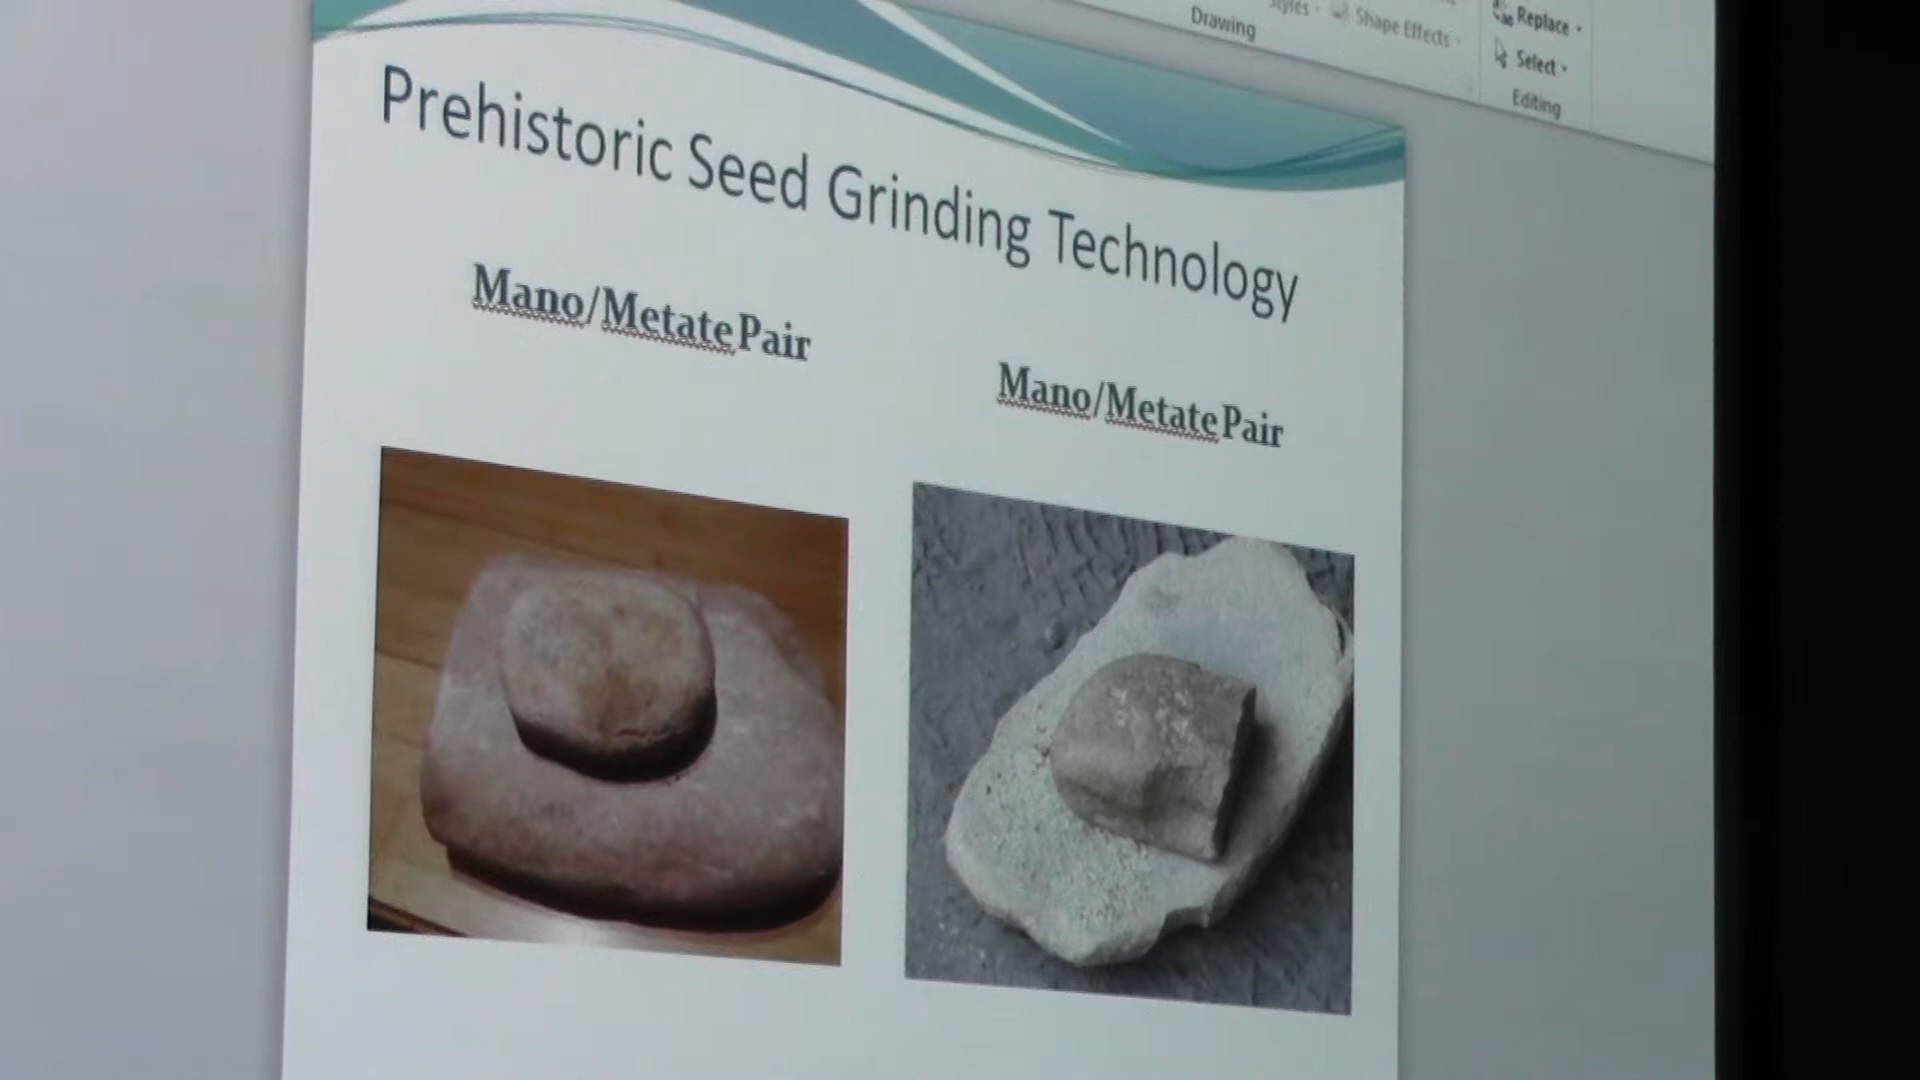 Drawing
Shape Effects
Replace
Select
Editing
Prehistoric Seed Grinding Technology
Mano/Metate Pair
Mano/Metate Pair